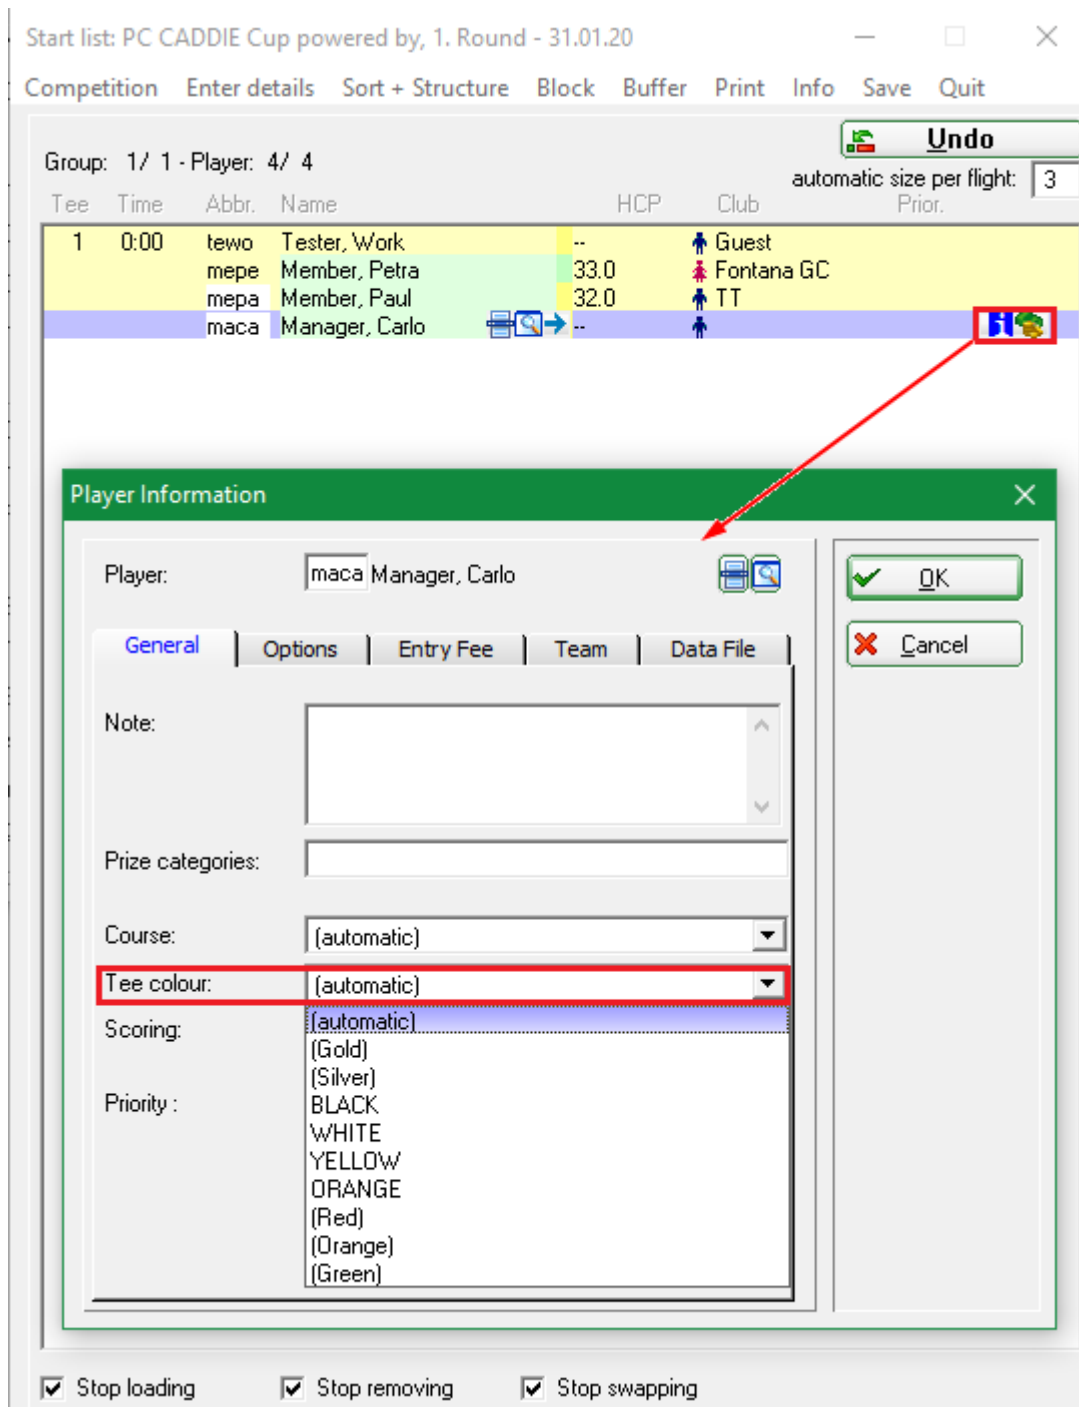 Start list: PC CADDIE Cup powered by, 1. Round - 31.01.20
Competition Enter details Sort + Structure Block Buffer Print Info Save Quit
Undo
Group: 1/ 1 - Player: 4/ 4
automatic size per flight: 3
Tee Time Abbr. Name HCP Club Prior.
1 0:00 tewo Tester, Work -- Guest
mepe Member, Petra 33.0 Fontana GC
mepa Member, Paul 32.0 TT
maca Manager, Carlo --
Player Information
Player: maca Manager, Carlo
OK
General Options Entry Fee Team Data File
Cancel
Note:
Prize categories:
Course: (automatic)
Tee colour: (automatic)
(automatic)
Scoring:
(Gold)
(Silver)
Priority : BLACK
WHITE
YELLOW
ORANGE
(Red)
(Orange)
(Green)
Stop loading Stop removing Stop swapping